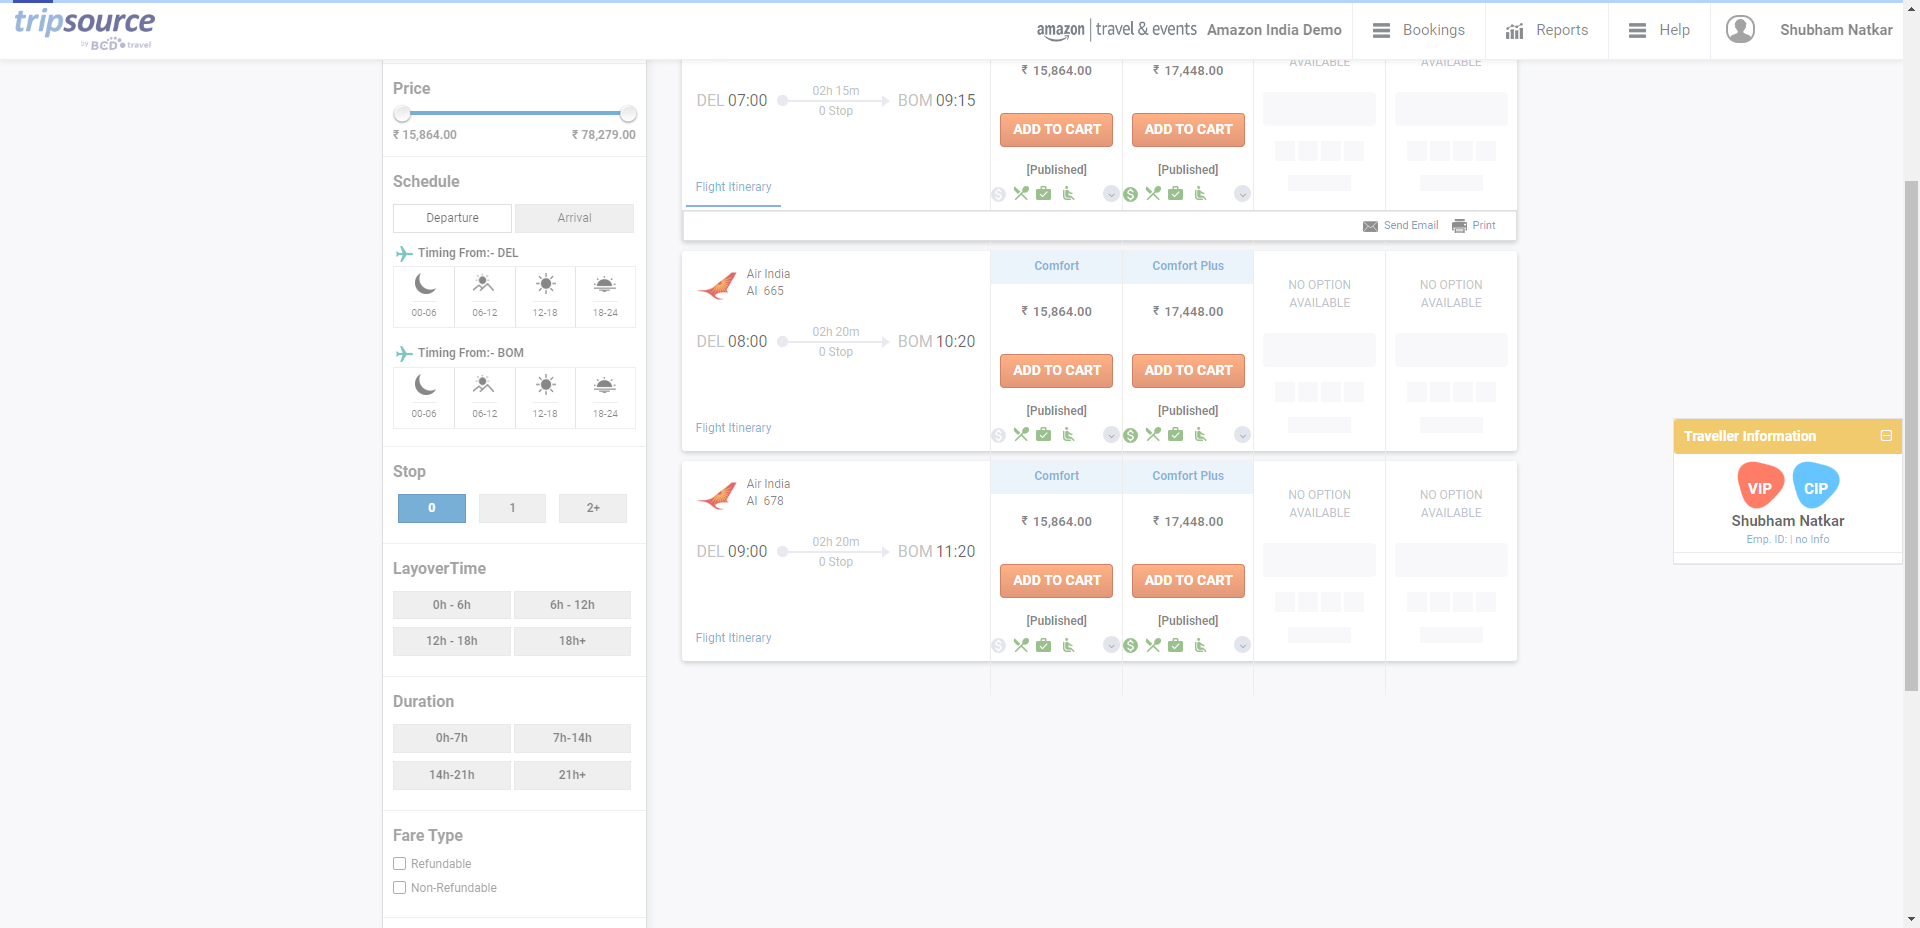 tripsource
by BCD travel
amazon | travel & events Amazon India Demo
Bookings
Reports
Help
Shubham Natkar
Price
₹ 15,864.00 ₹ 78,279.00
Schedule
Departure Arrival
Timing From:- DEL
00-06 06-12 12-18 18-24
Timing From:- BOM
00-06 06-12 12-18 18-24
Stop
0 1 2+
LayoverTime
0h - 6h 6h - 12h
12h - 18h 18h+
Duration
0h-7h 7h-14h
14h-21h 21h+
Fare Type
Refundable
Non-Refundable
AVAILABLE AVAILABLE
₹ 15,864.00 ₹ 17,448.00
DEL 07:00 02h 15m BOM 09:15
0 Stop
ADD TO CART ADD TO CART
[Published] [Published]
Flight Itinerary
Send Email Print
Air India
AI 665
Comfort Comfort Plus
NO OPTION AVAILABLE NO OPTION AVAILABLE
₹ 15,864.00 ₹ 17,448.00
DEL 08:00 02h 20m BOM 10:20
0 Stop
ADD TO CART ADD TO CART
[Published] [Published]
Flight Itinerary
Air India
AI 678
Comfort Comfort Plus
NO OPTION AVAILABLE NO OPTION AVAILABLE
₹ 15,864.00 ₹ 17,448.00
DEL 09:00 02h 20m BOM 11:20
0 Stop
ADD TO CART ADD TO CART
[Published] [Published]
Flight Itinerary
Traveller Information
VIP CIP
Shubham Natkar
Emp. ID: | no Info